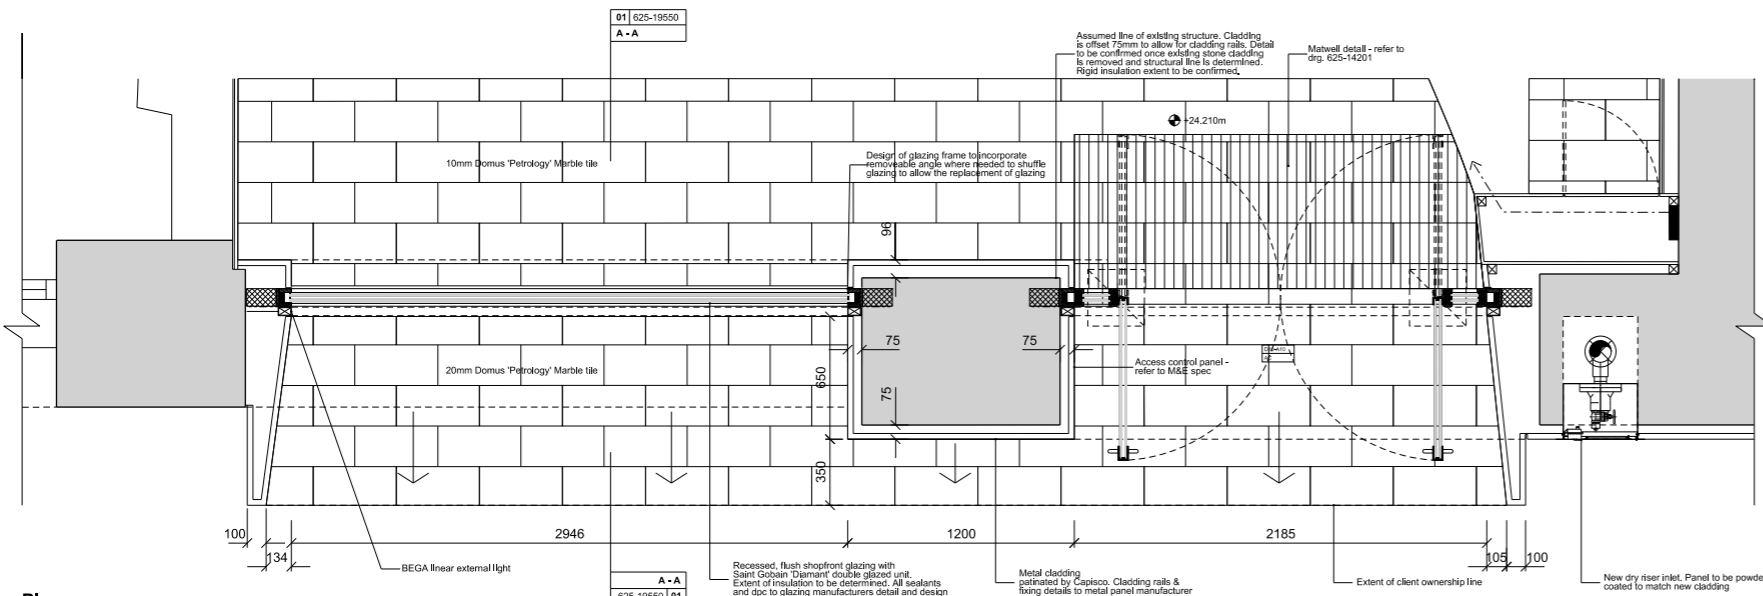 01 625-19550
A - A
Assumed line of existing structure. Cladding
is offset 75mm to allow for cladding rails. Detail
to be confirmed once existing stone cladding
is removed and structural line is determined.
Rigid insulation extent to be confirmed.
Matwell detail - refer to
drg. 625-14201
+24.210m
10mm Domus 'Petrology' Marble tile
Design of glazing frame to incorporate
removeable angle where needed to shuffle
glazing to allow the replacement of glazing
96
75
75
75
650
350
Access control panel -
refer to M&E spec
20mm Domus 'Petrology' Marble tile
100
134
2946
1200
2185
105
100
BEGA linear external light
A - A
625-19550 01
Recessed, flush shopfront glazing with
Saint Gobain 'Diamant' double glazed unit.
Extent of insulation to be determined. All sealants
and dpc to glazing manufacturers detail and design
Metal cladding
patinated by Capisco. Cladding rails &
fixing details to metal panel manufacturer
Extent of client ownership line
New dry riser inlet. Panel to be powde
coated to match new cladding